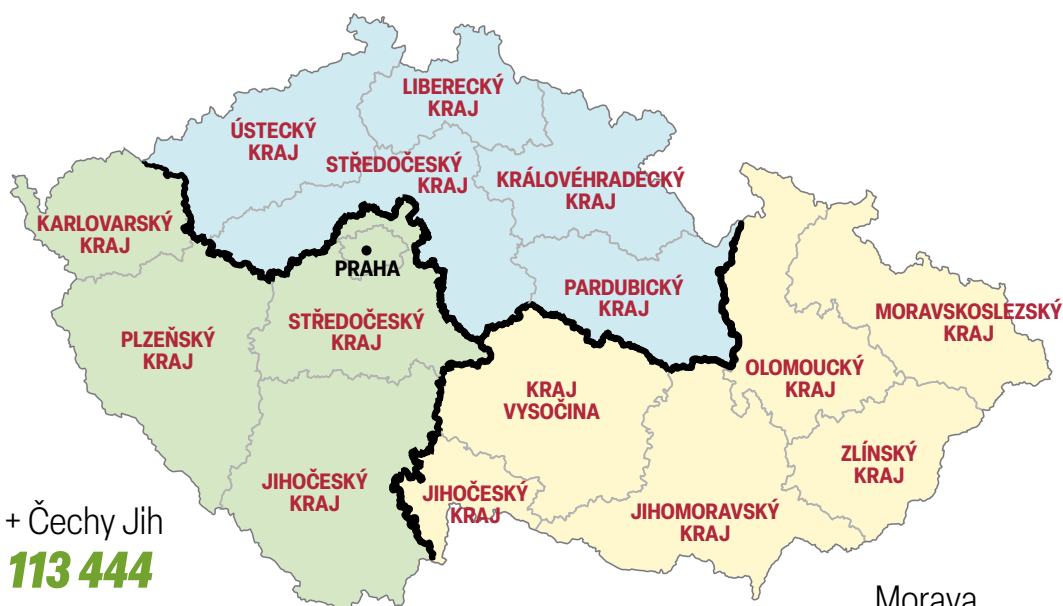 LIBERECKÝ
KRAJ
ÚSTECKÝ
KRAJ
STŘEDOČESKÝ
KRAJ
KRÁLOVÉHRADECKÝ
KRAJ
KARLOVARSKÝ
KRAJ
PRAHA
PARDUBICKÝ
KRAJ
MORAVSKOSLEZSKÝ
KRAJ
STŘEDOČESKÝ
KRAJ
PLZEŇSKÝ
KRAJ
OLOMOUCKÝ
KRAJ
KRAJ
VYSOČINA
ZLÍNSKÝ
KRAJ
JIHOČESKÝ
KRAJ
JIHOČESKÝ
KRAJ
JIHOMORAVSKÝ
KRAJ
+ Čechy Jih
113 444
Morava